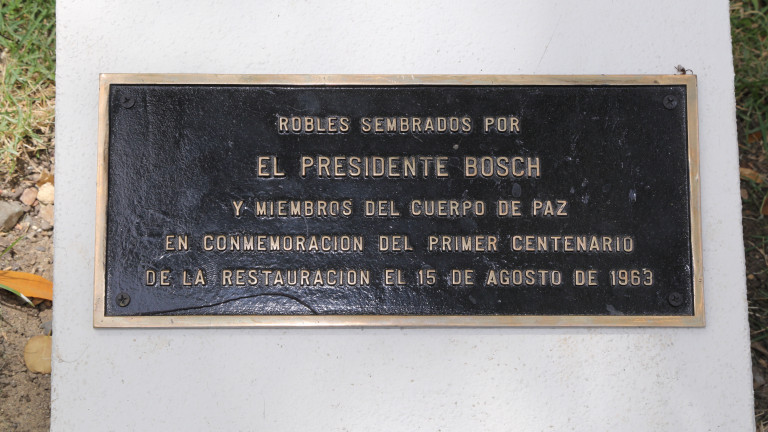 ROBLES SEMBRADOS POR
EL PRESIDENTE BOSCH
Y MIEMBROS DEL CUERPO DE PAZ
EN CONMEMORACION DEL PRIMER CENTENARIO
DE LA RESTAURACION EL 15 DE AGOSTO DE 1963